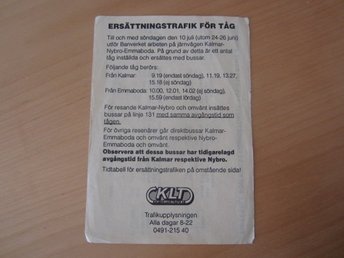 ERSÄTTNINGSTRAFIK FÖR TÅG
Till och med söndagen den 10 juli (utom 24-26 juni)
utför Banverket arbeten på järnvägen Kalmar-
Nybro-Emmaboda. På grund av detta är ett antal
tåg inställda och ersättes med bussar.
Följande tåg berörs:
Från Kalmar: 9.19 (endast söndag), 11.19, 13.27,
15.18 (ej söndag)
Från Emmaboda: 10.00, 12.01, 14.02 (ej söndag),
15.59 (endast lördag)
För resande Kalmar-Nybro och omvänt insättes
bussar på linje 131 med samma avgångstid som
tågen.
För övriga resenärer går direktbussar Kalmar-
Emmaboda och omvänt respektive Nybro-Emmaboda
och omvänt.
Observera att dessa bussar har tidigarelagd
avgångstid från Kalmar respektive Nybro.
Tidtabell för ersättningstrafiken på omstående sida!
KLT
Trafikupplysningen
Alla dagar 8-22
0491-215 40